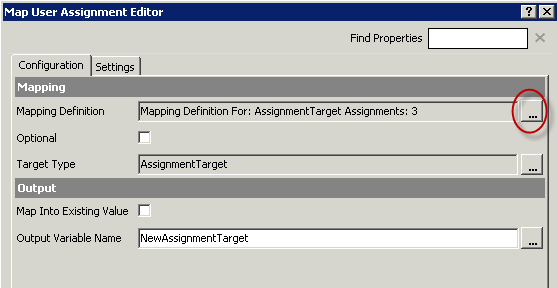 Map User Assignment Editor
Find Properties
Configuration Settings
Mapping
Mapping Definition Mapping Definition For: AssignmentTarget Assignments: 3 ...
Optional
Target Type AssignmentTarget ...
Output
Map Into Existing Value
Output Variable Name NewAssignmentTarget ...